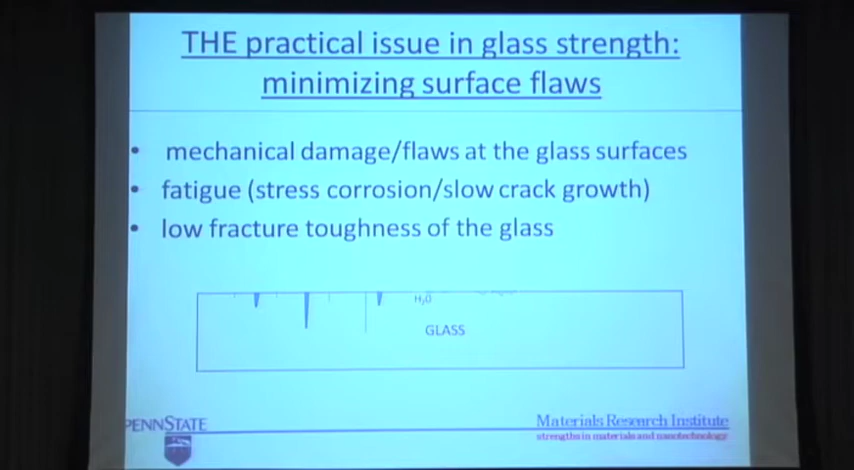 THE practical issue in glass strength:
minimizing surface flaws
• mechanical damage/flaws at the glass surfaces
• fatigue (stress corrosion/slow crack growth)
• low fracture toughness of the glass
H₂O
GLASS
PENNSTATE
Materials Research Institute
strengths in materials and nanotechnology